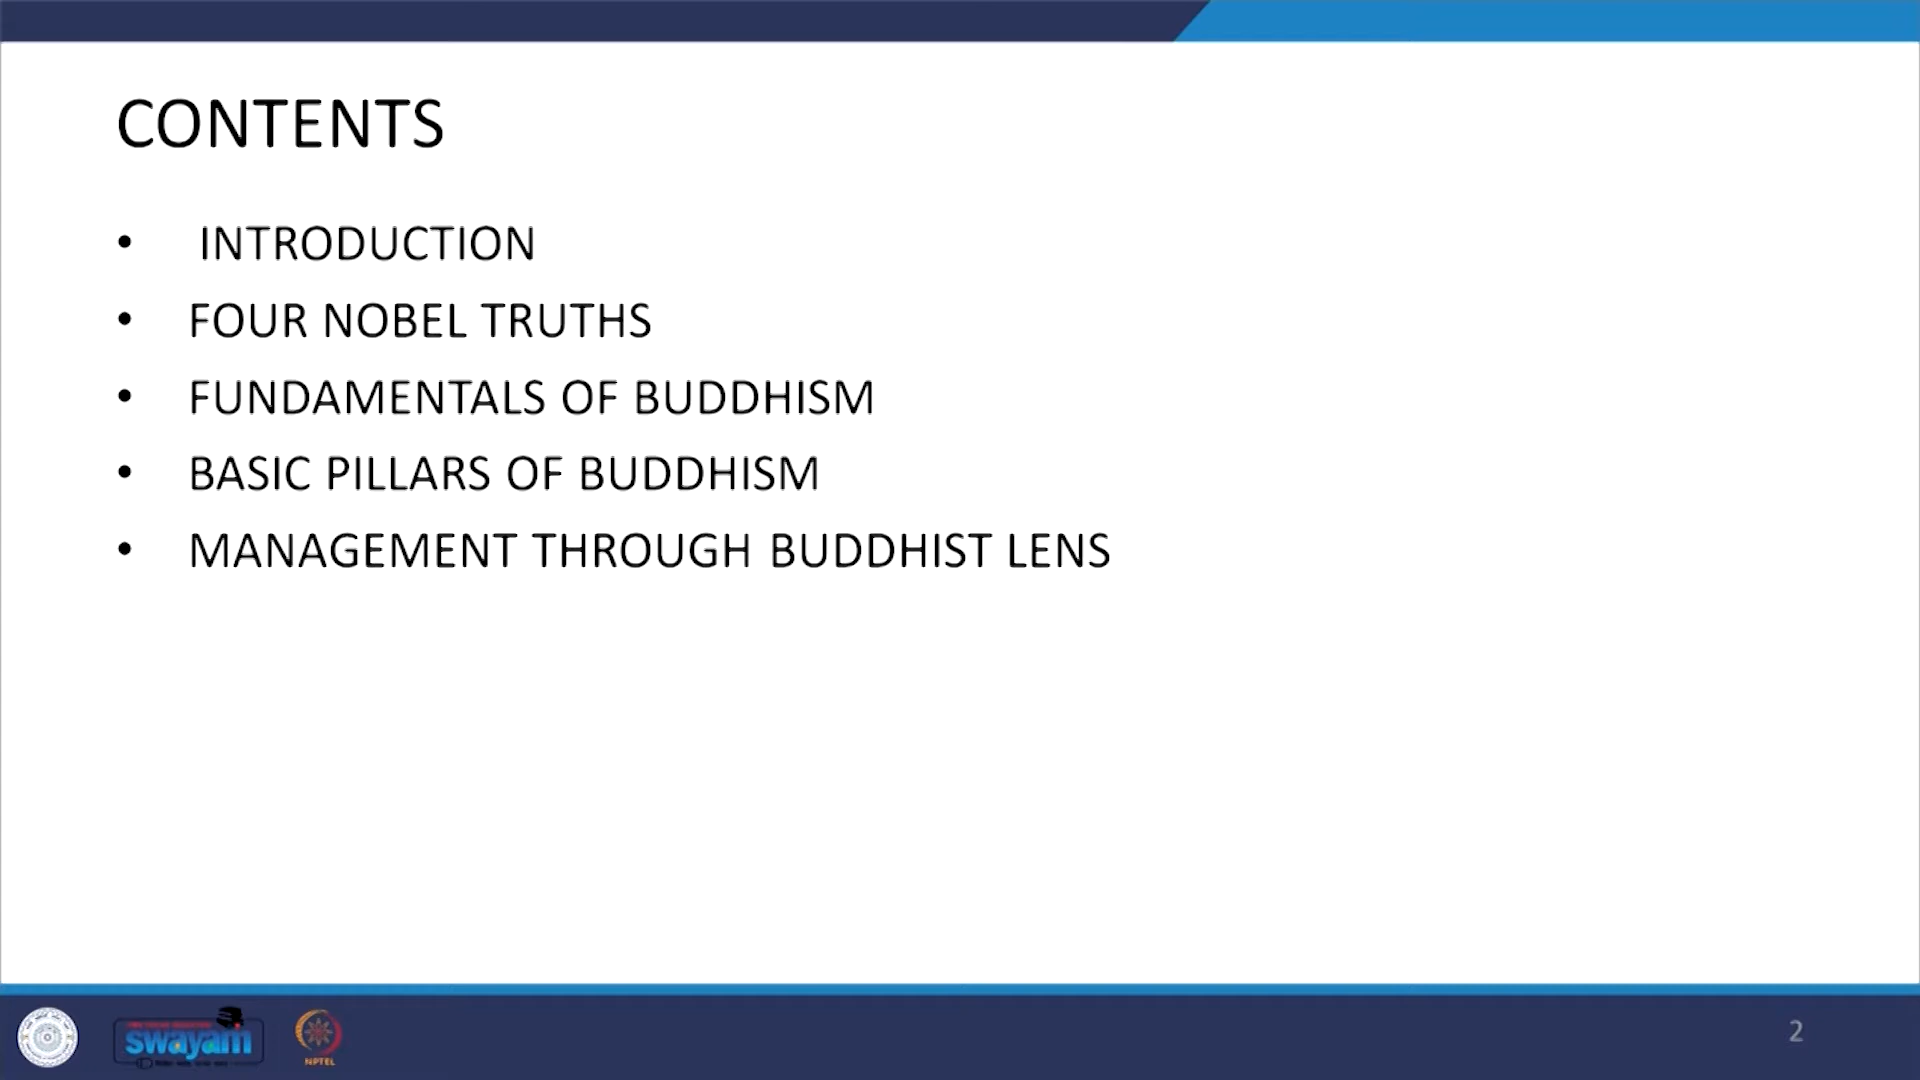 CONTENTS
• INTRODUCTION
• FOUR NOBEL TRUTHS
• FUNDAMENTALS OF BUDDHISM
• BASIC PILLARS OF BUDDHISM
• MANAGEMENT THROUGH BUDDHIST LENS
swayam
NPTEL
2